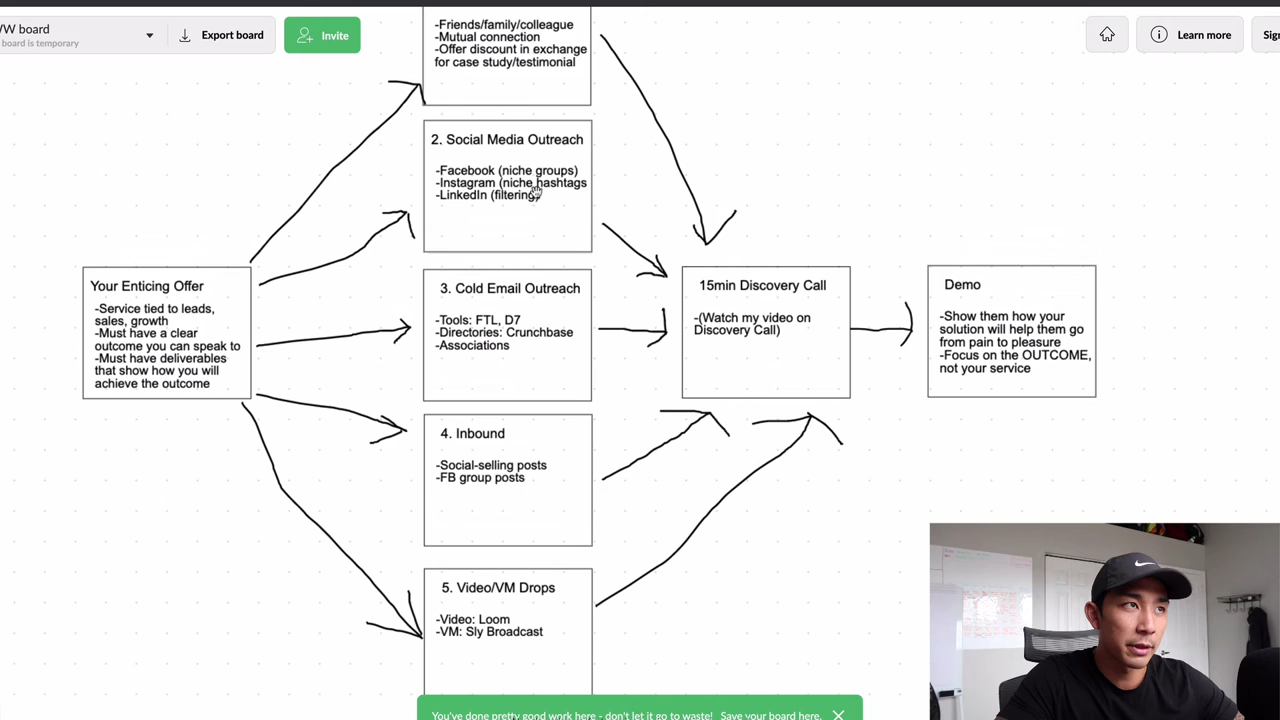 W board
board is temporary
Export board
Invite
Learn more
Sig
-Friends/family/colleague
-Mutual connection
-Offer discount in exchange
for case study/testimonial
2. Social Media Outreach
-Facebook (niche groups)
-Instagram (niche hashtags
-LinkedIn (filtering)
Your Enticing Offer
-Service tied to leads,
sales, growth
-Must have a clear
outcome you can speak to
-Must have deliverables
that show how you will
achieve the outcome
3. Cold Email Outreach
-Tools: FTL, D7
-Directories: Crunchbase
-Associations
15min Discovery Call
-(Watch my video on
Discovery Call)
Demo
-Show them how your
solution will help them go
from pain to pleasure
-Focus on the OUTCOME,
not your service
4. Inbound
-Social-selling posts
-FB group posts
5. Video/VM Drops
-Video: Loom
-VM: Sly Broadcast
You've done pretty good work here - don't let it go to waste! Save your board here.